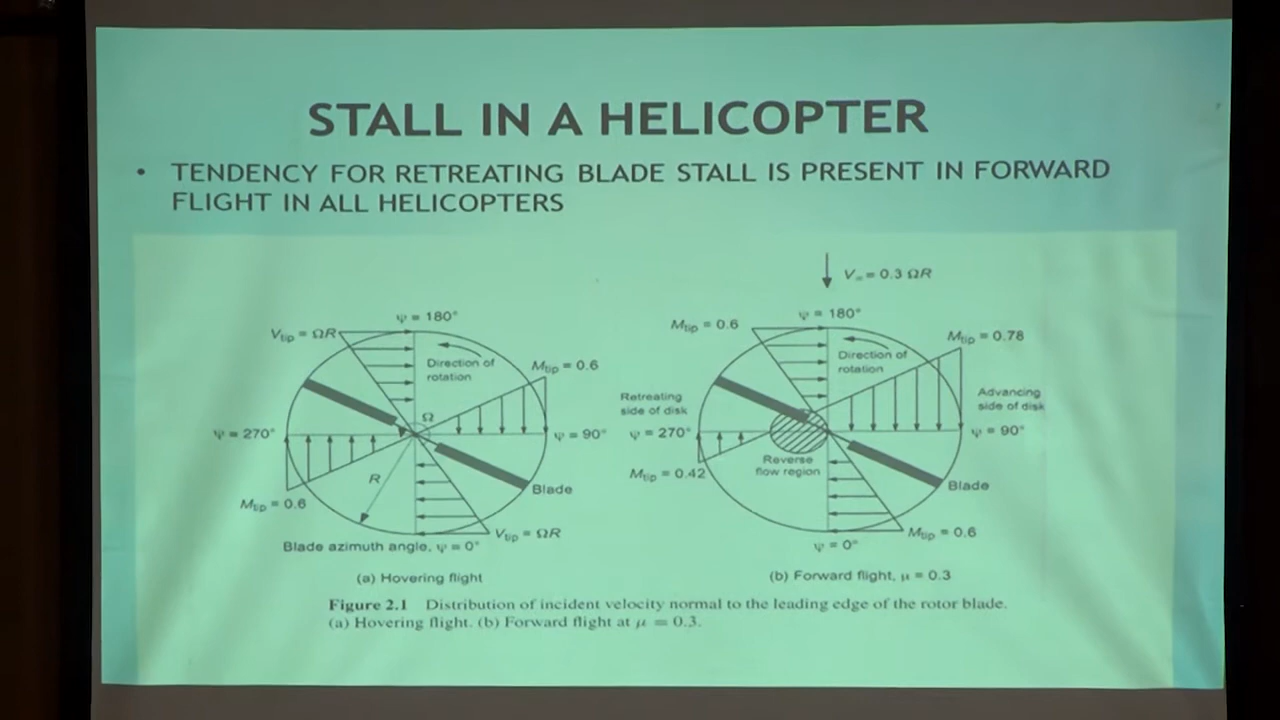 STALL IN A HELICOPTER
• TENDENCY FOR RETREATING BLADE STALL IS PRESENT IN FORWARD
FLIGHT IN ALL HELICOPTERS
ψ = 180°
Vtip = ΩR
Direction of
rotation
Mtip = 0.6
Ω
ψ = 270°
ψ = 90°
R
Mtip = 0.6
Blade
Vtip = ΩR
Blade azimuth angle, ψ = 0°
(a) Hovering flight
V∞ = 0.3 ΩR
ψ = 180°
Mtip = 0.6
Mtip = 0.78
Direction of
rotation
Retreating
side of disk
Advancing
side of disk
ψ = 270°
ψ = 90°
Reverse
flow region
Mtip = 0.42
Blade
Mtip = 0.6
ψ = 0°
(b) Forward flight, μ = 0.3
Figure 2.1 Distribution of incident velocity normal to the leading edge of the rotor blade.
(a) Hovering flight. (b) Forward flight at μ = 0.3.